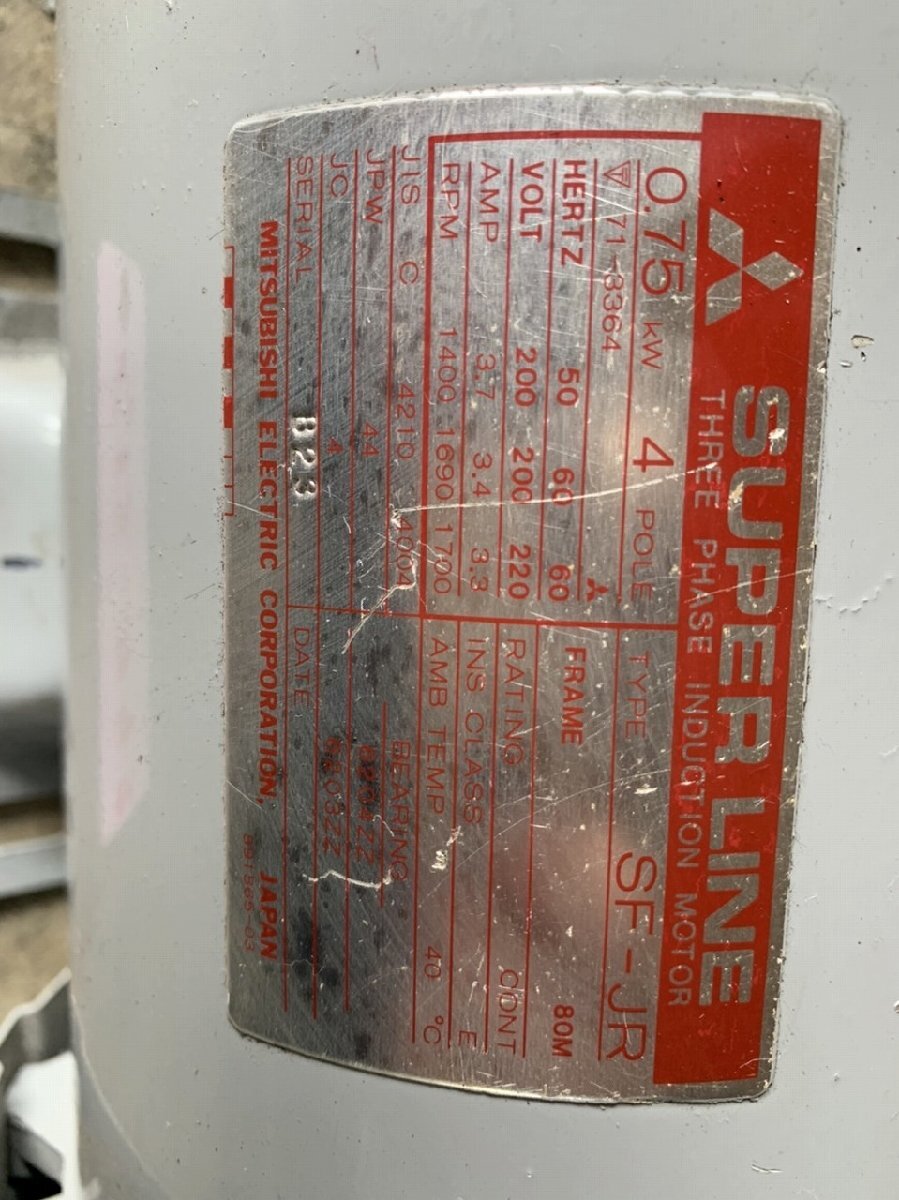 SUPER LINE
THREE PHASE INDUCTION MOTOR
0.75 kW 4 POLE TYPE SF-JR
71-8364
HERTZ 50 60 60 FRAME 80M
VOLT 200 200 220
RATING CONT
AMP 3.7 3.4 3.3 INS CLASS E
RPM 1400 1690 1700 AMB TEMP 40 °C
JIS C 4210 4004 BEARING
JPW 44 6204ZZ
JC 4
SERIAL B23 DATE
MITSUBISHI ELECTRIC CORPORATION, JAPAN